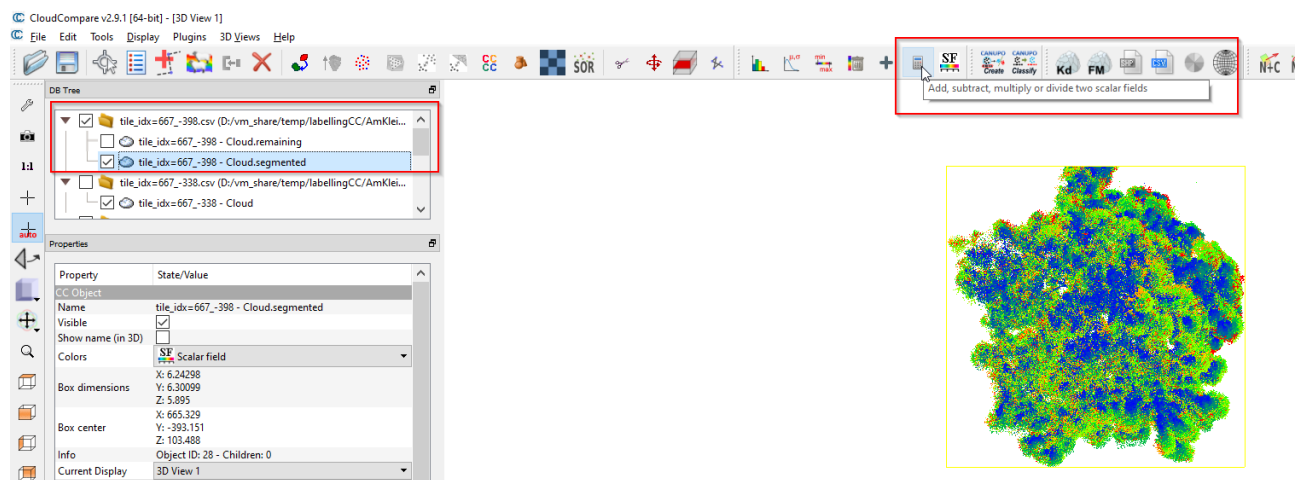 CloudCompare v2.9.1 [64-bit] - [3D View 1]
File Edit Tools Display Plugins 3D Views Help
SOR
min max
SF
CANUPO Create
CANUPO Classify
Kd
FM
SHP
CSV
N+C
Add, subtract, multiply or divide two scalar fields
DB Tree
tile_idx=667_-398.csv (D:/vm_share/temp/labellingCC/AmKlei...
tile_idx=667_-398 - Cloud.remaining
tile_idx=667_-398 - Cloud.segmented
tile_idx=667_-338.csv (D:/vm_share/temp/labellingCC/AmKlei...
tile_idx=667_-338 - Cloud
1:1
auto
Properties
Property State/Value
CC Object
Name tile_idx=667_-398 - Cloud.segmented
Visible
Show name (in 3D)
Colors SF Scalar field
Box dimensions X: 6.24298
Y: 6.30099
Z: 5.895
Box center X: 665.329
Y: -393.151
Z: 103.488
Info Object ID: 28 - Children: 0
Current Display 3D View 1